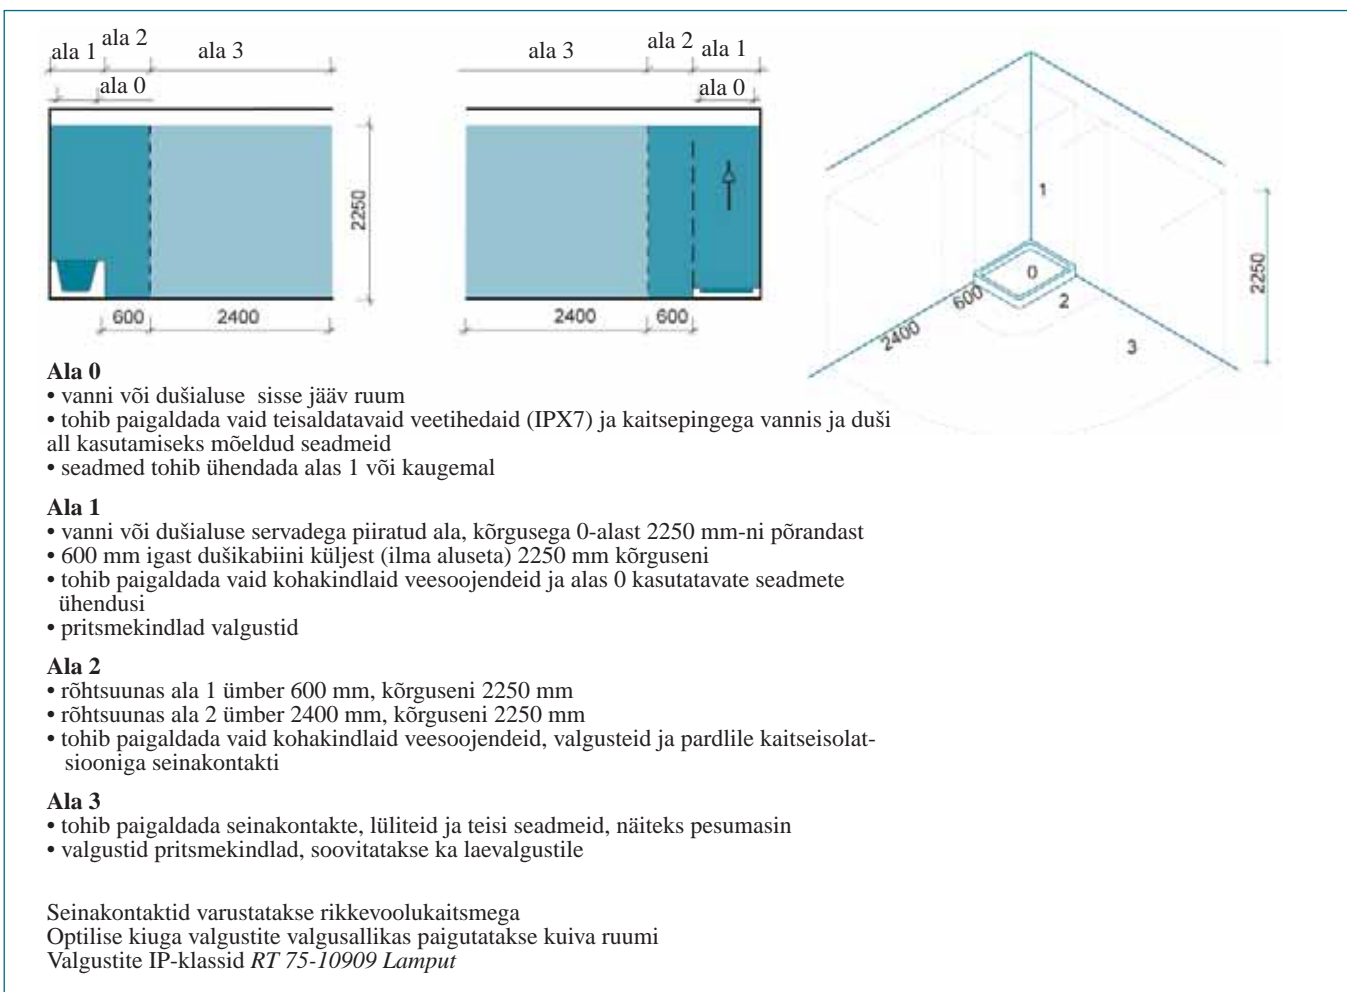 ala 1 ala 2 ala 3
ala 0
2250
600 2400
ala 3 ala 2 ala 1
ala 0
2400 600
1
0
600
2
2400
3
2250
Ala 0
• vanni või dušialuse sisse jääv ruum
• tohib paigaldada vaid teisaldatavaid veetihedaid (IPX7) ja kaitsepingega vannis ja duši
all kasutamiseks mõeldud seadmeid
• seadmed tohib ühendada alas 1 või kaugemal
Ala 1
• vanni või dušialuse servadega piiratud ala, kõrgusega 0-alast 2250 mm-ni põrandast
• 600 mm igast dušikabiini küljest (ilma aluseta) 2250 mm kõrguseni
• tohib paigaldada vaid kohakindlaid veesoojendeid ja alas 0 kasutatavate seadmete
ühendusi
• pritsmekindlad valgustid
Ala 2
• rõhtsuunas ala 1 ümber 600 mm, kõrguseni 2250 mm
• rõhtsuunas ala 2 ümber 2400 mm, kõrguseni 2250 mm
• tohib paigaldada vaid kohakindlaid veesoojendeid, valgusteid ja pardlile kaitseisolat-
siooniga seinakontakti
Ala 3
• tohib paigaldada seinakontakte, lüliteid ja teisi seadmeid, näiteks pesumasin
• valgustid pritsmekindlad, soovitatakse ka laevalgustile
Seinakontaktid varustatakse rikkevoolukaitsmega
Optilise kiuga valgustite valgusallikas paigutatakse kuiva ruumi
Valgustite IP-klassid RT 75-10909 Lamput